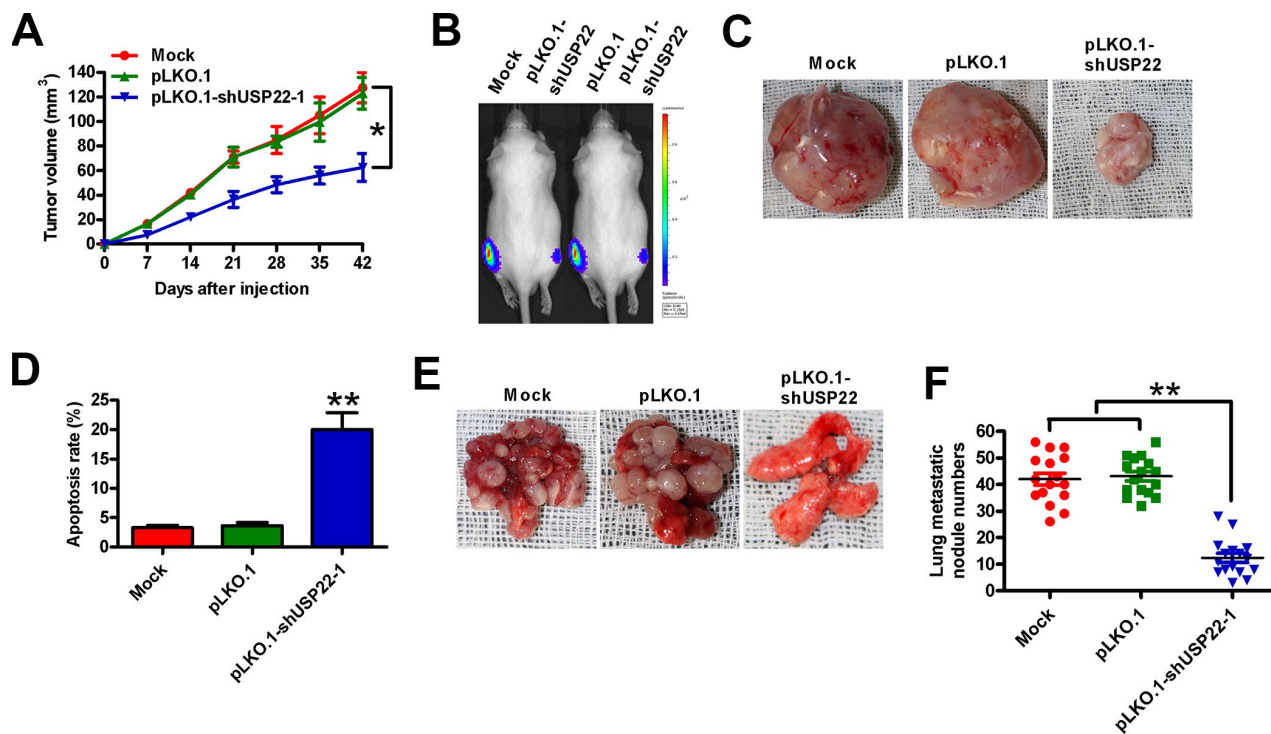 A
Mock
pLKO.1
pLKO.1-shUSP22-1
Tumor volume (mm3)
140
120
100
80
60
40
20
0
0 7 14 21 28 35 42
Days after injection
*
B
Mock
pLKO.1-
shUSP22
pLKO.1
pLKO.1-
shUSP22
Luminescence
C
Mock
pLKO.1
pLKO.1-
shUSP22
D
Apoptosis rate (%)
25
20
15
10
5
0
**
Mock
pLKO.1
pLKO.1-shUSP22-1
E
Mock
pLKO.1
pLKO.1-
shUSP22
F
Lung metastatic
nodule numbers
60
50
40
30
20
10
0
**
Mock
pLKO.1
pLKO.1-shUSP22-1